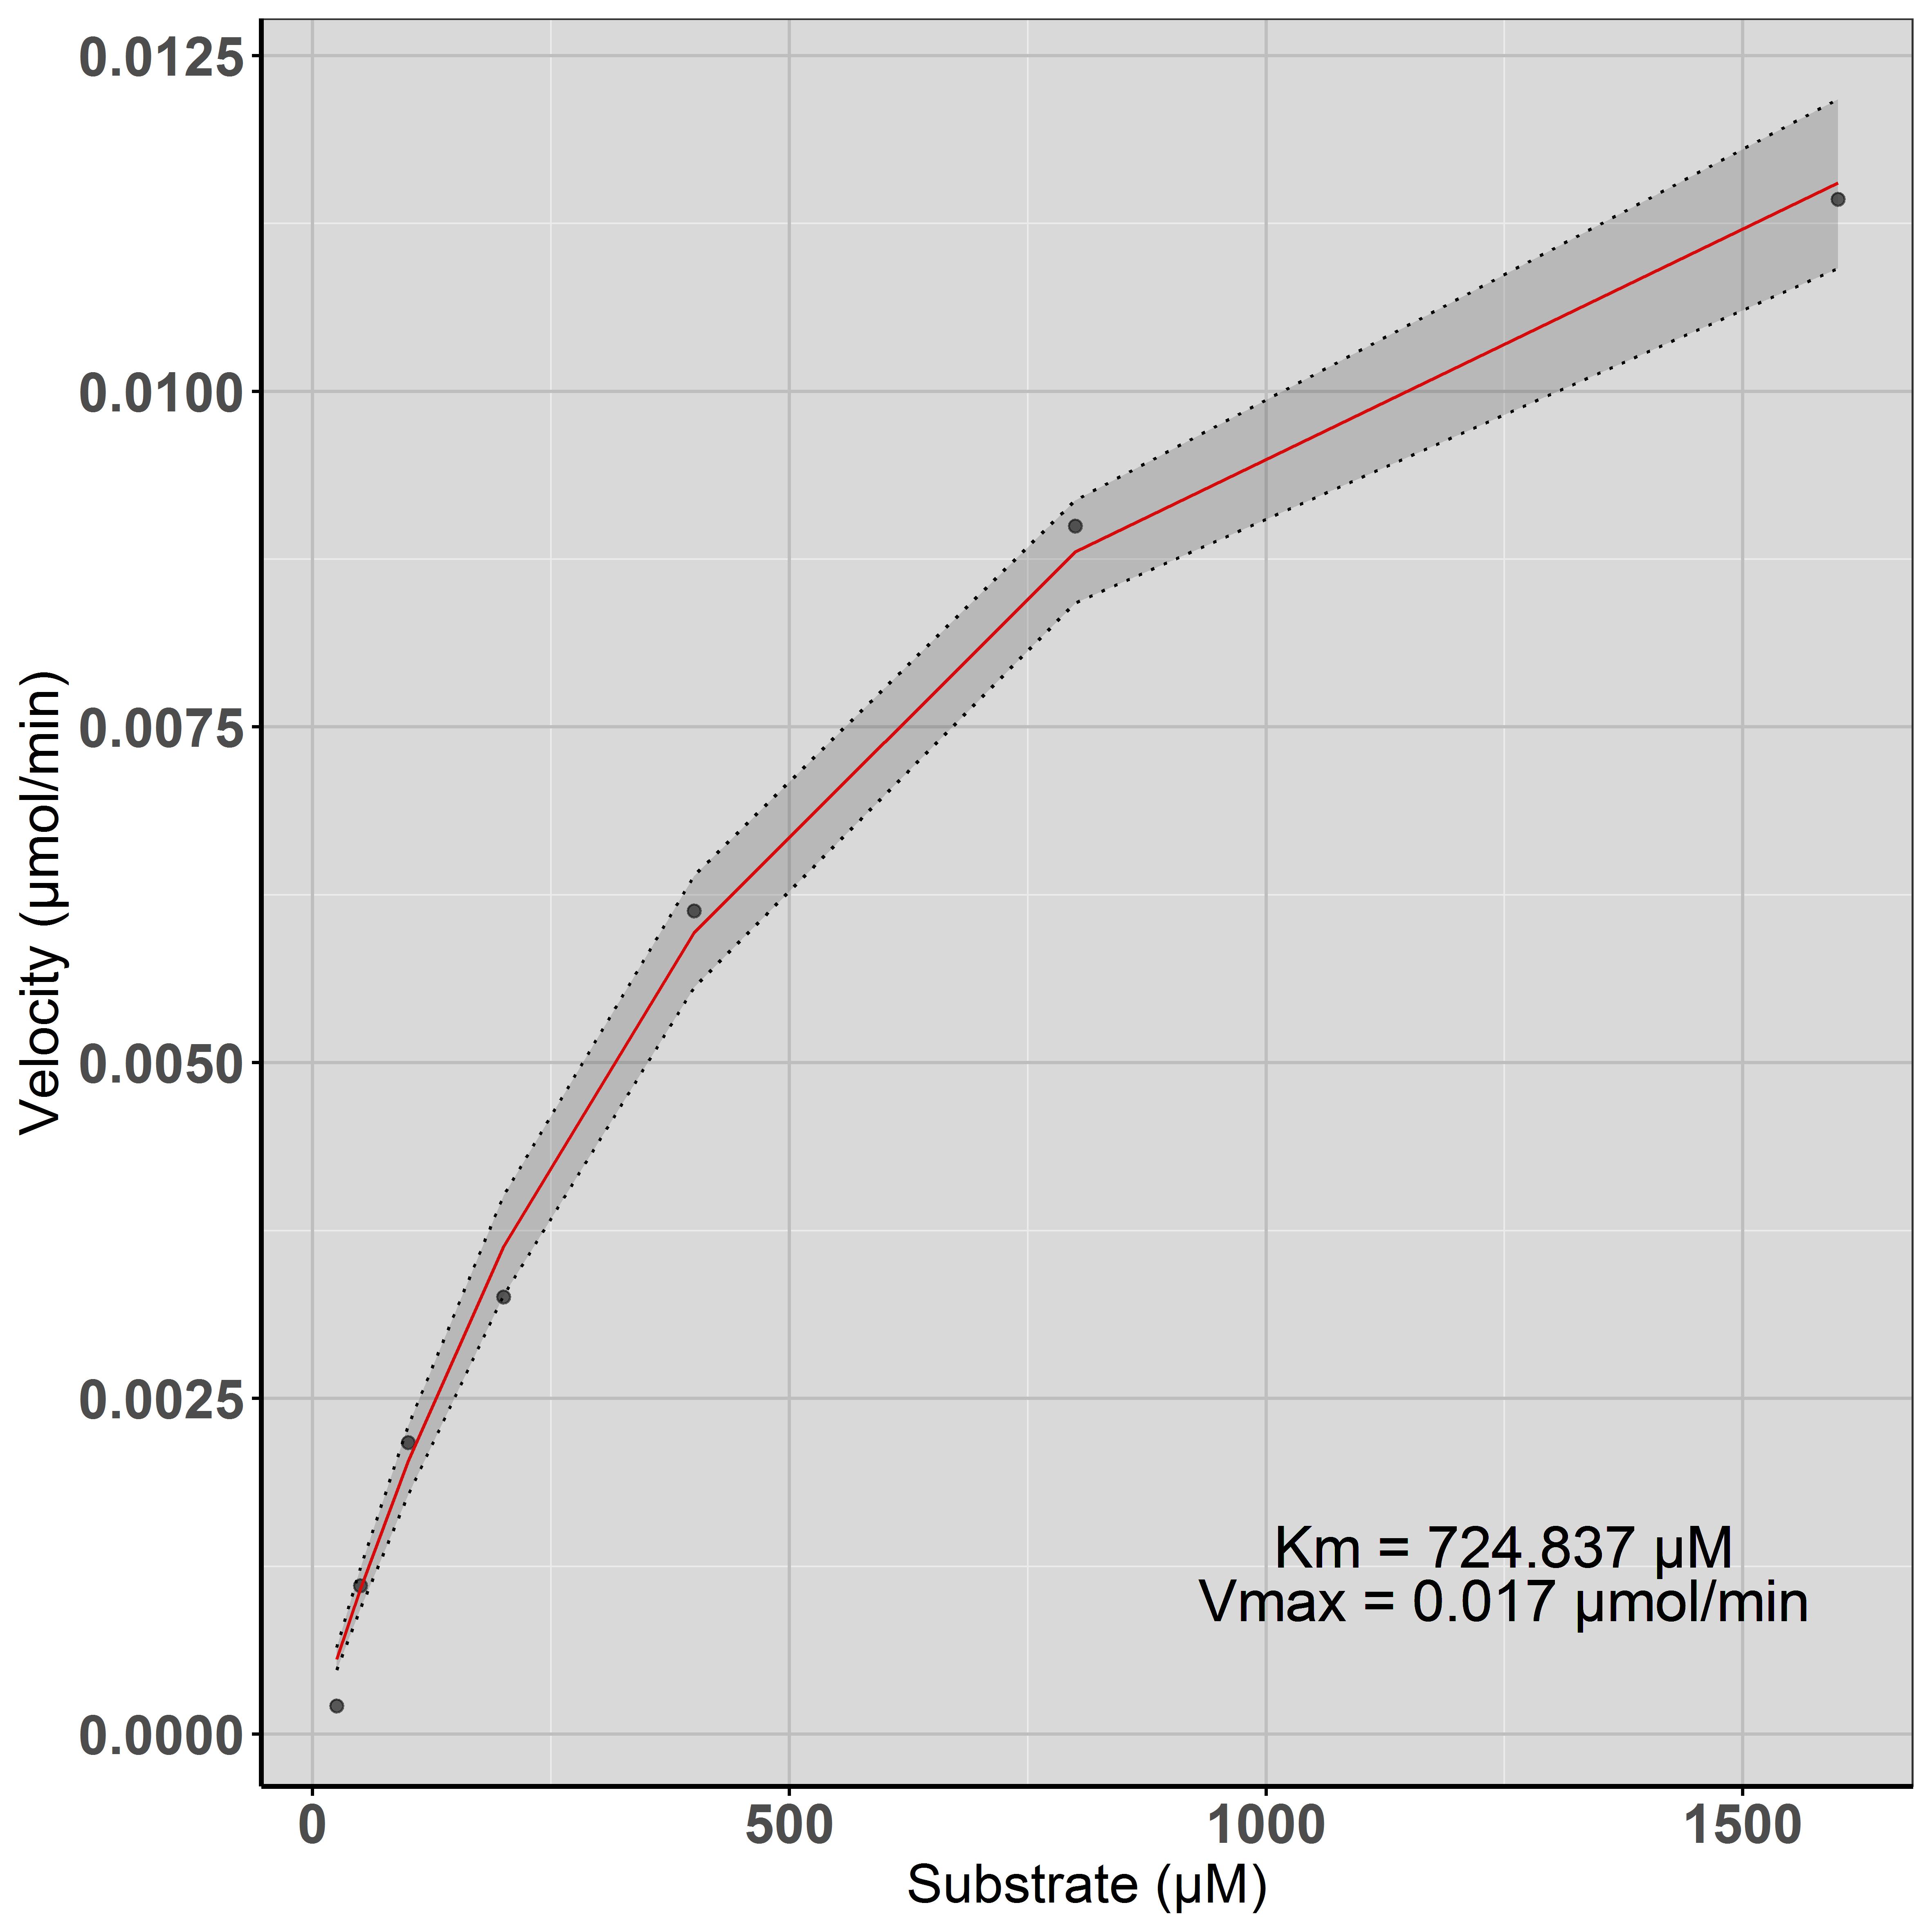 Velocity (µmol/min)
0.0125
0.0100
0.0075
0.0050
0.0025
0.0000
Km = 724.837 µM
Vmax = 0.017 µmol/min
0
500
1000
1500
Substrate (µM)